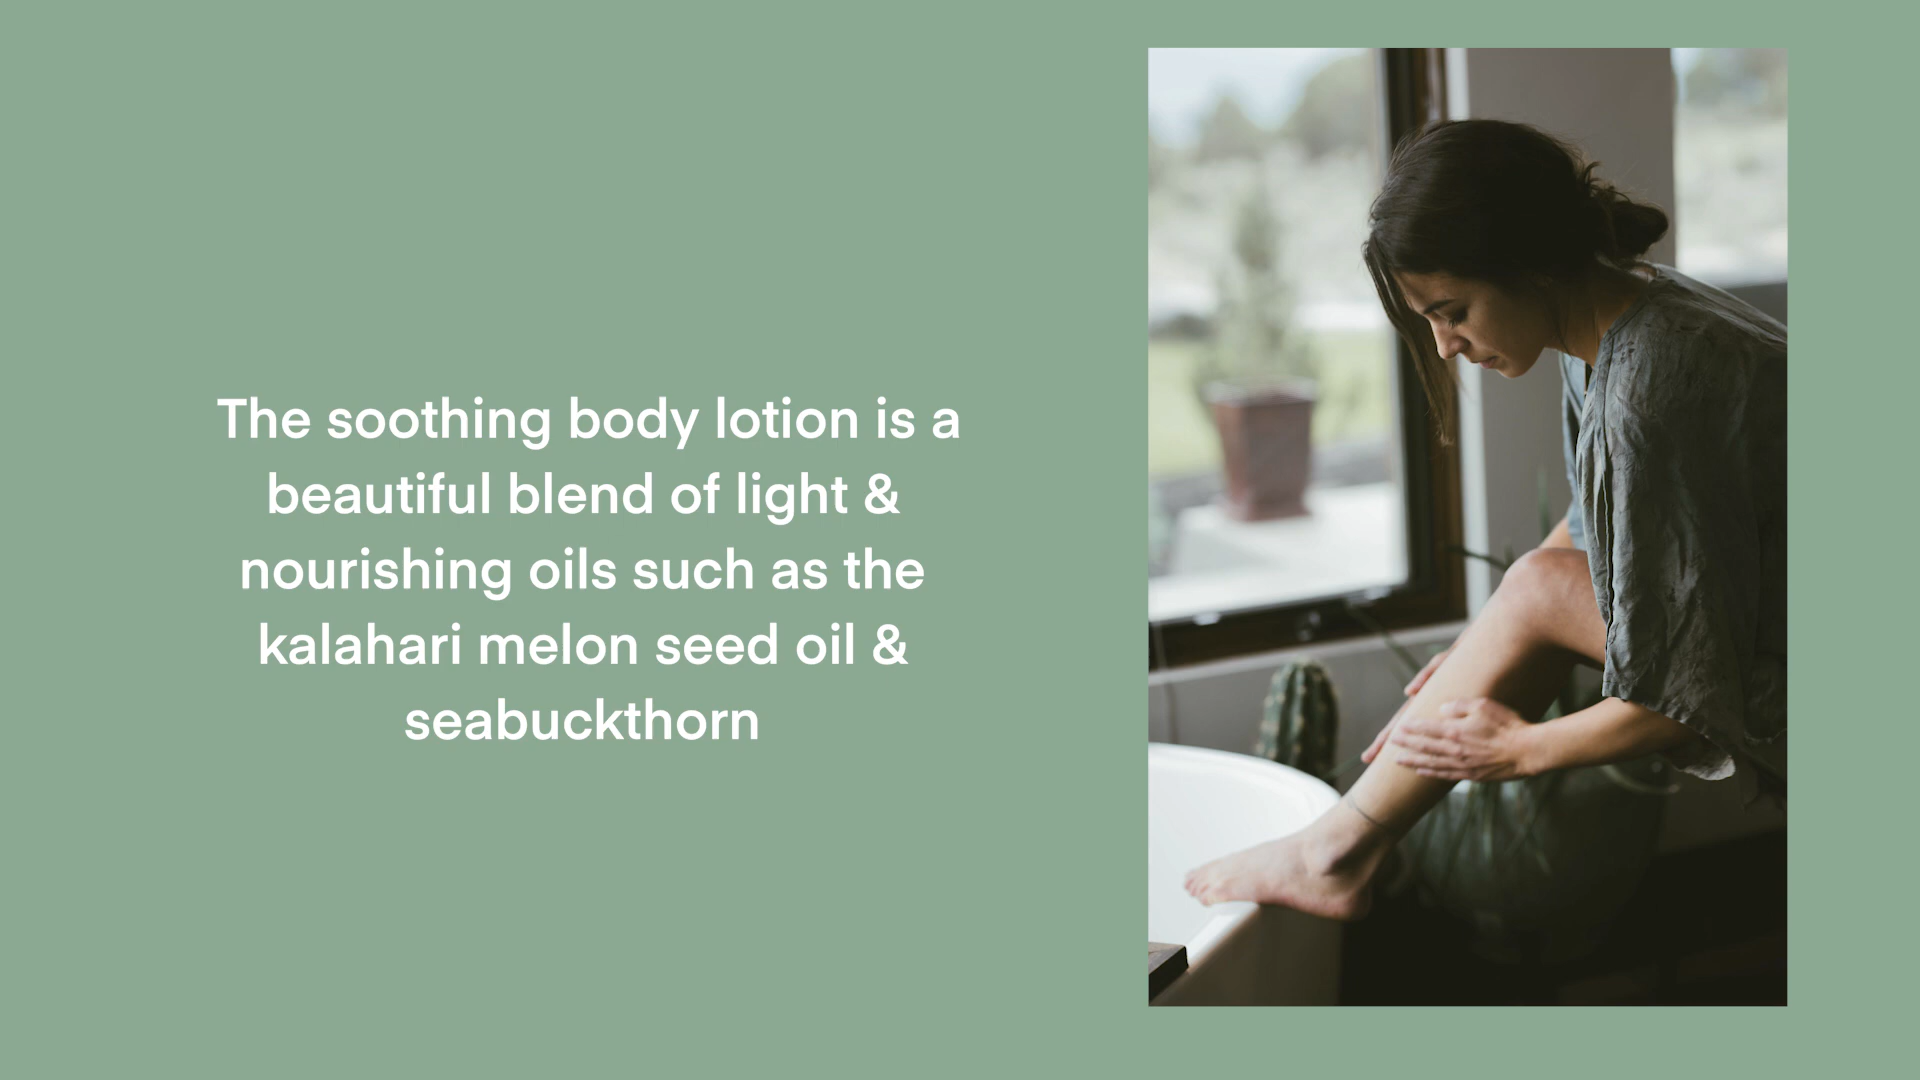 The soothing body lotion is a
beautiful blend of light &
nourishing oils such as the
kalahari melon seed oil &
seabuckthorn